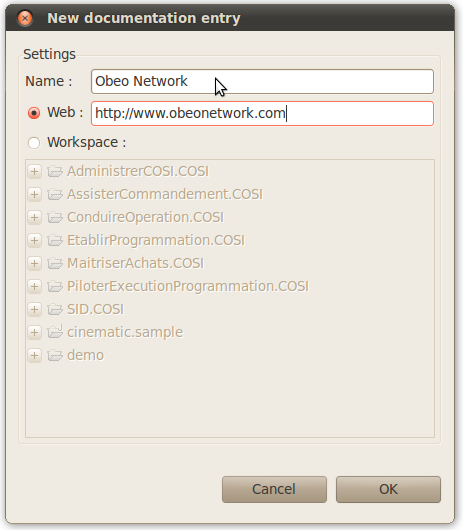 New documentation entry
Settings
Name : Obeo Network
Web : http://www.obeonetwork.com
Workspace :
AdministrerCOSI.COSI
AssisterCommandement.COSI
ConduireOperation.COSI
EtablirProgrammation.COSI
MaitriserAchats.COSI
PiloterExecutionProgrammation.COSI
SID.COSI
cinematic.sample
demo
Cancel OK